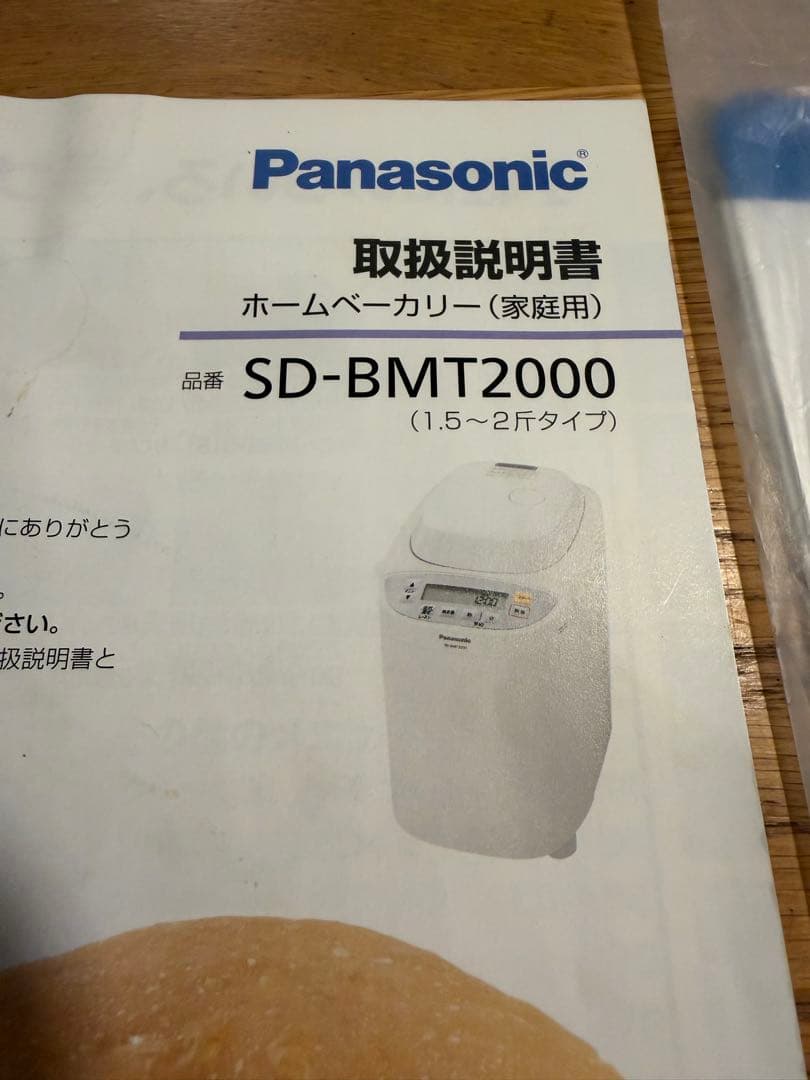 Panasonic®
取扱説明書
ホームベーカリー(家庭用)
品番 SD-BMT2000
(1.5～2斤タイプ)
にありがとう
。
ださい。
扱説明書と
Panasonic